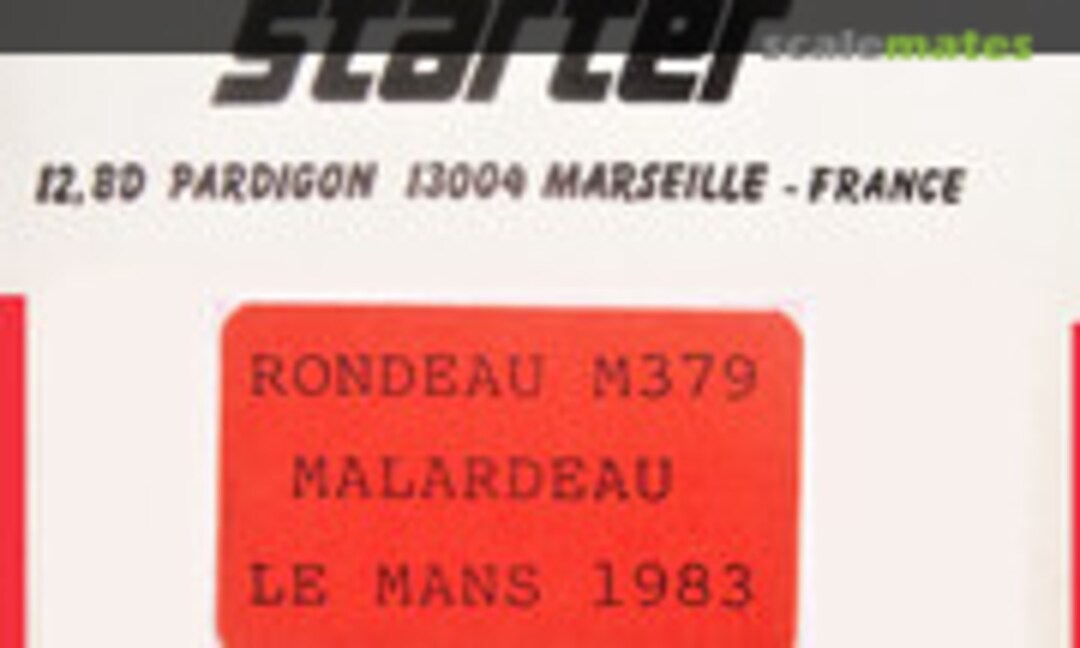 starter
scalemates
12, BD PARDIGON 13004 MARSEILLE - FRANCE
RONDEAU M379
MALARDEAU
LE MANS 1983